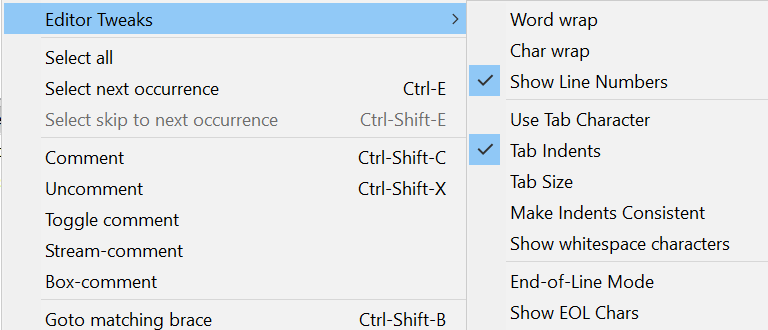 Editor Tweaks
Select all
Select next occurrence Ctrl-E
Select skip to next occurrence Ctrl-Shift-E
Comment Ctrl-Shift-C
Uncomment Ctrl-Shift-X
Toggle comment
Stream-comment
Box-comment
Goto matching brace Ctrl-Shift-B
Word wrap
Char wrap
Show Line Numbers
Use Tab Character
Tab Indents
Tab Size
Make Indents Consistent
Show whitespace characters
End-of-Line Mode
Show EOL Chars